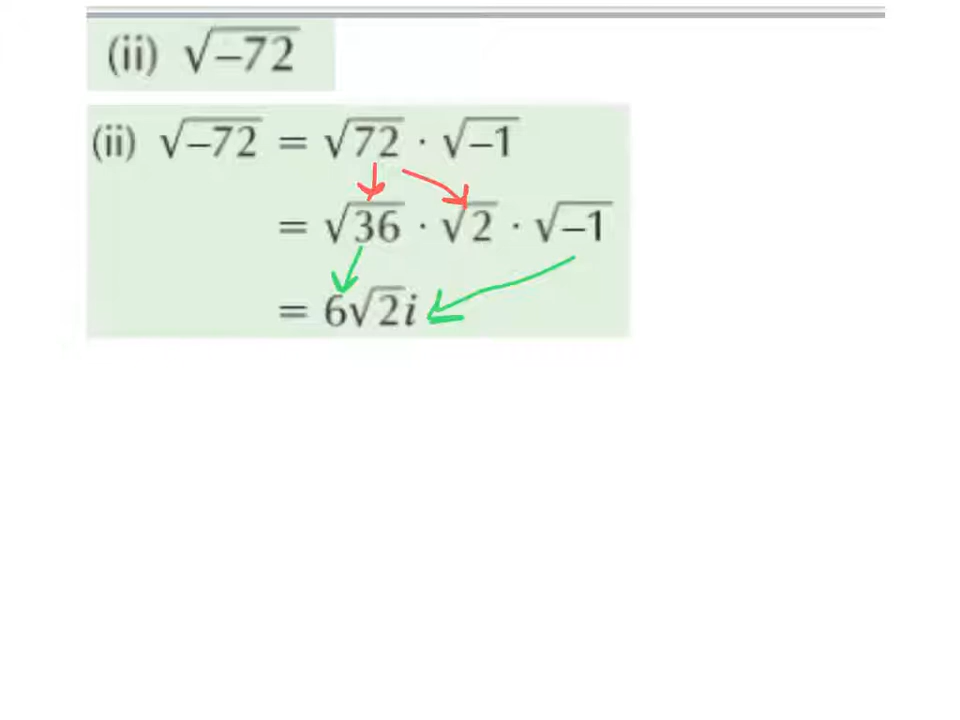 (ii) √−72
(ii) √−72 = √72 · √−1
= √36 · √2 · √−1
= 6√2i